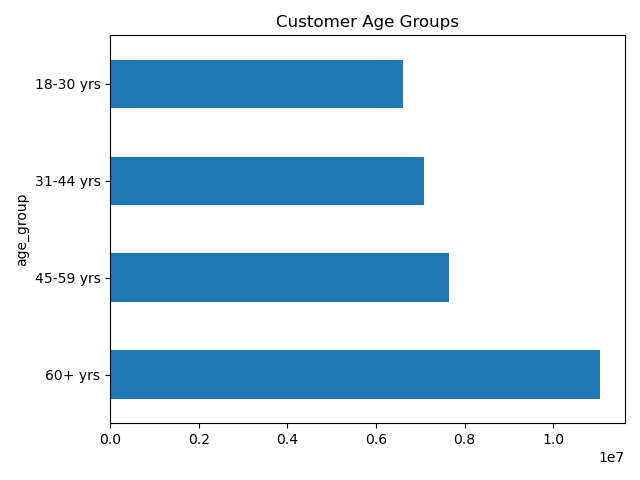 Customer Age Groups
18-30 yrs
31-44 yrs
45-59 yrs
60+ yrs
age_group
0.0 0.2 0.4 0.6 0.8 1.0
1e7